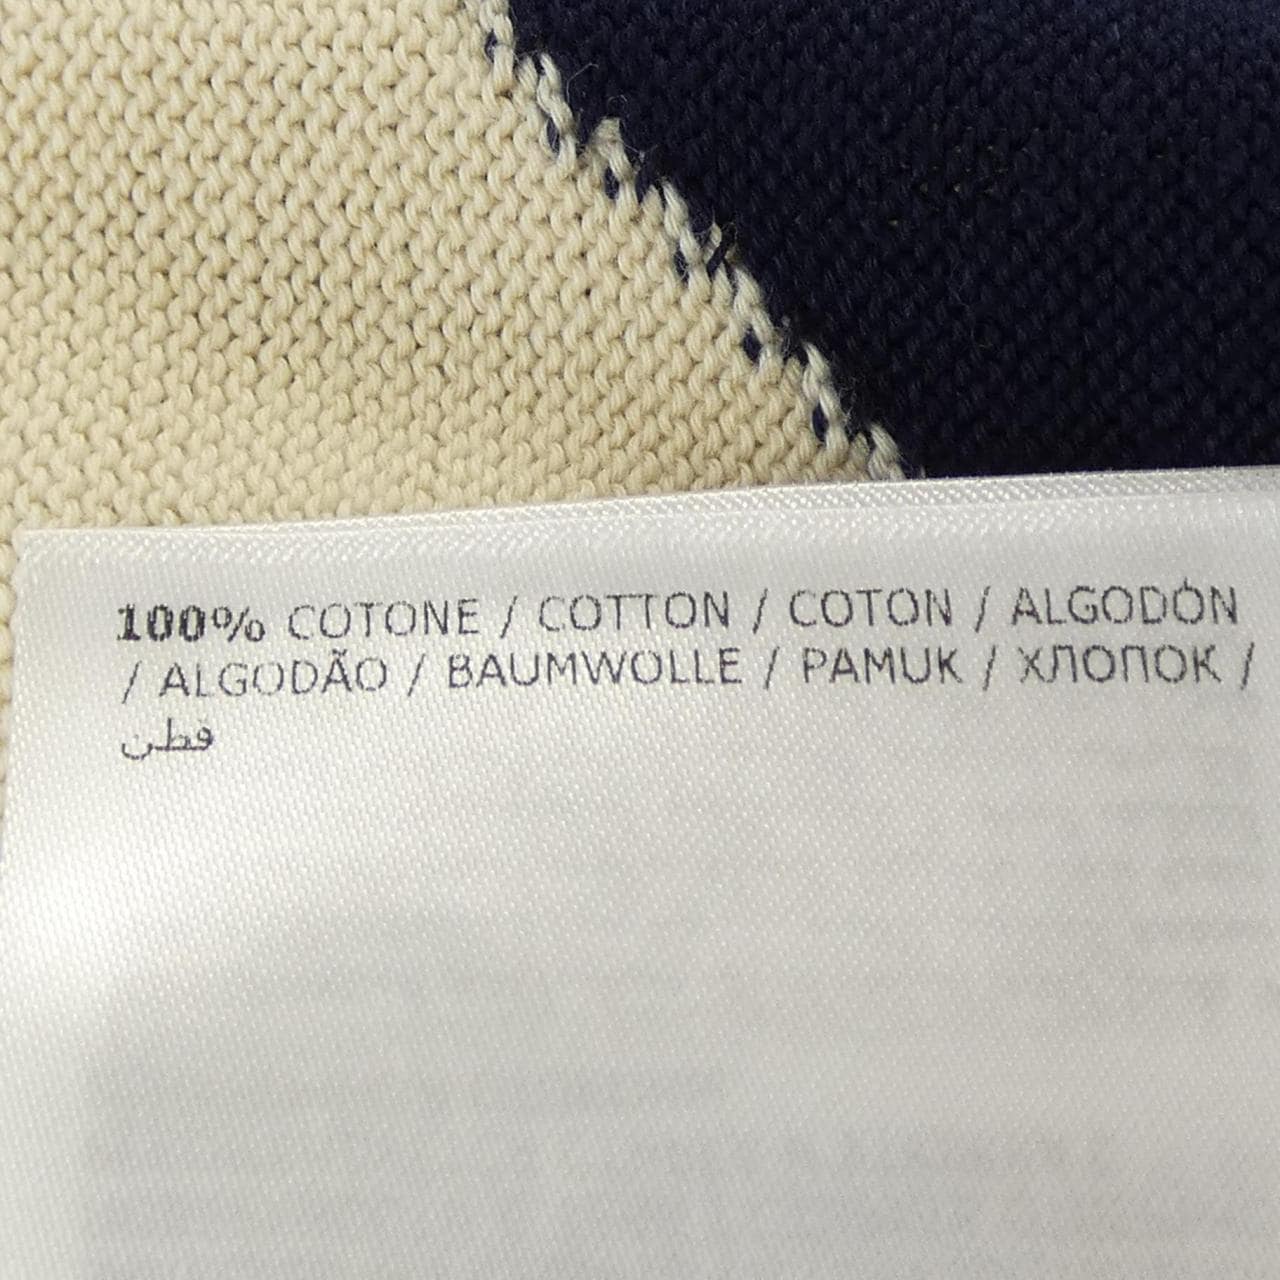 100% COTONE / COTTON / COTON / ALGODÓN
/ ALGODÃO / BAUMWOLLE / PAMUK / ХЛОПОК /
قطن